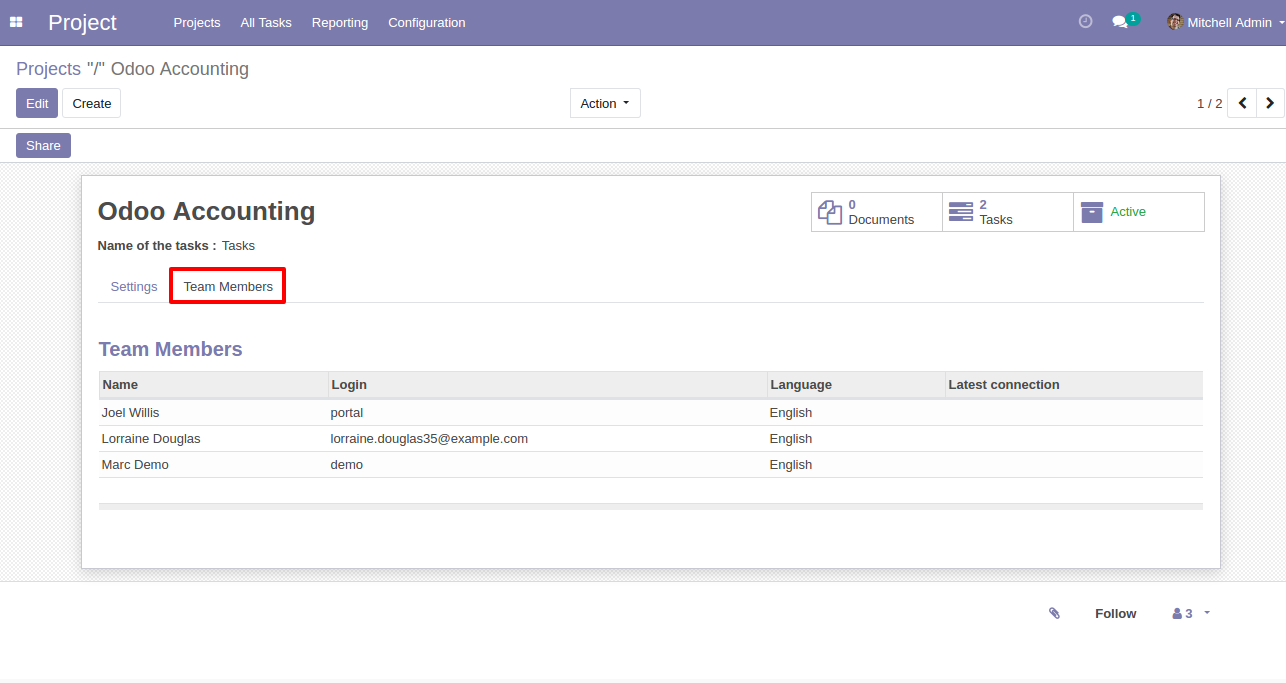 Project Projects All Tasks Reporting Configuration 1 Mitchell Admin
Projects "/" Odoo Accounting
Edit Create Action 1 / 2
Share
Odoo Accounting
0 Documents
2 Tasks
Active
Name of the tasks : Tasks
Settings Team Members
Team Members
Name Login Language Latest connection
Joel Willis portal English
Lorraine Douglas lorraine.douglas35@example.com English
Marc Demo demo English
Follow 3